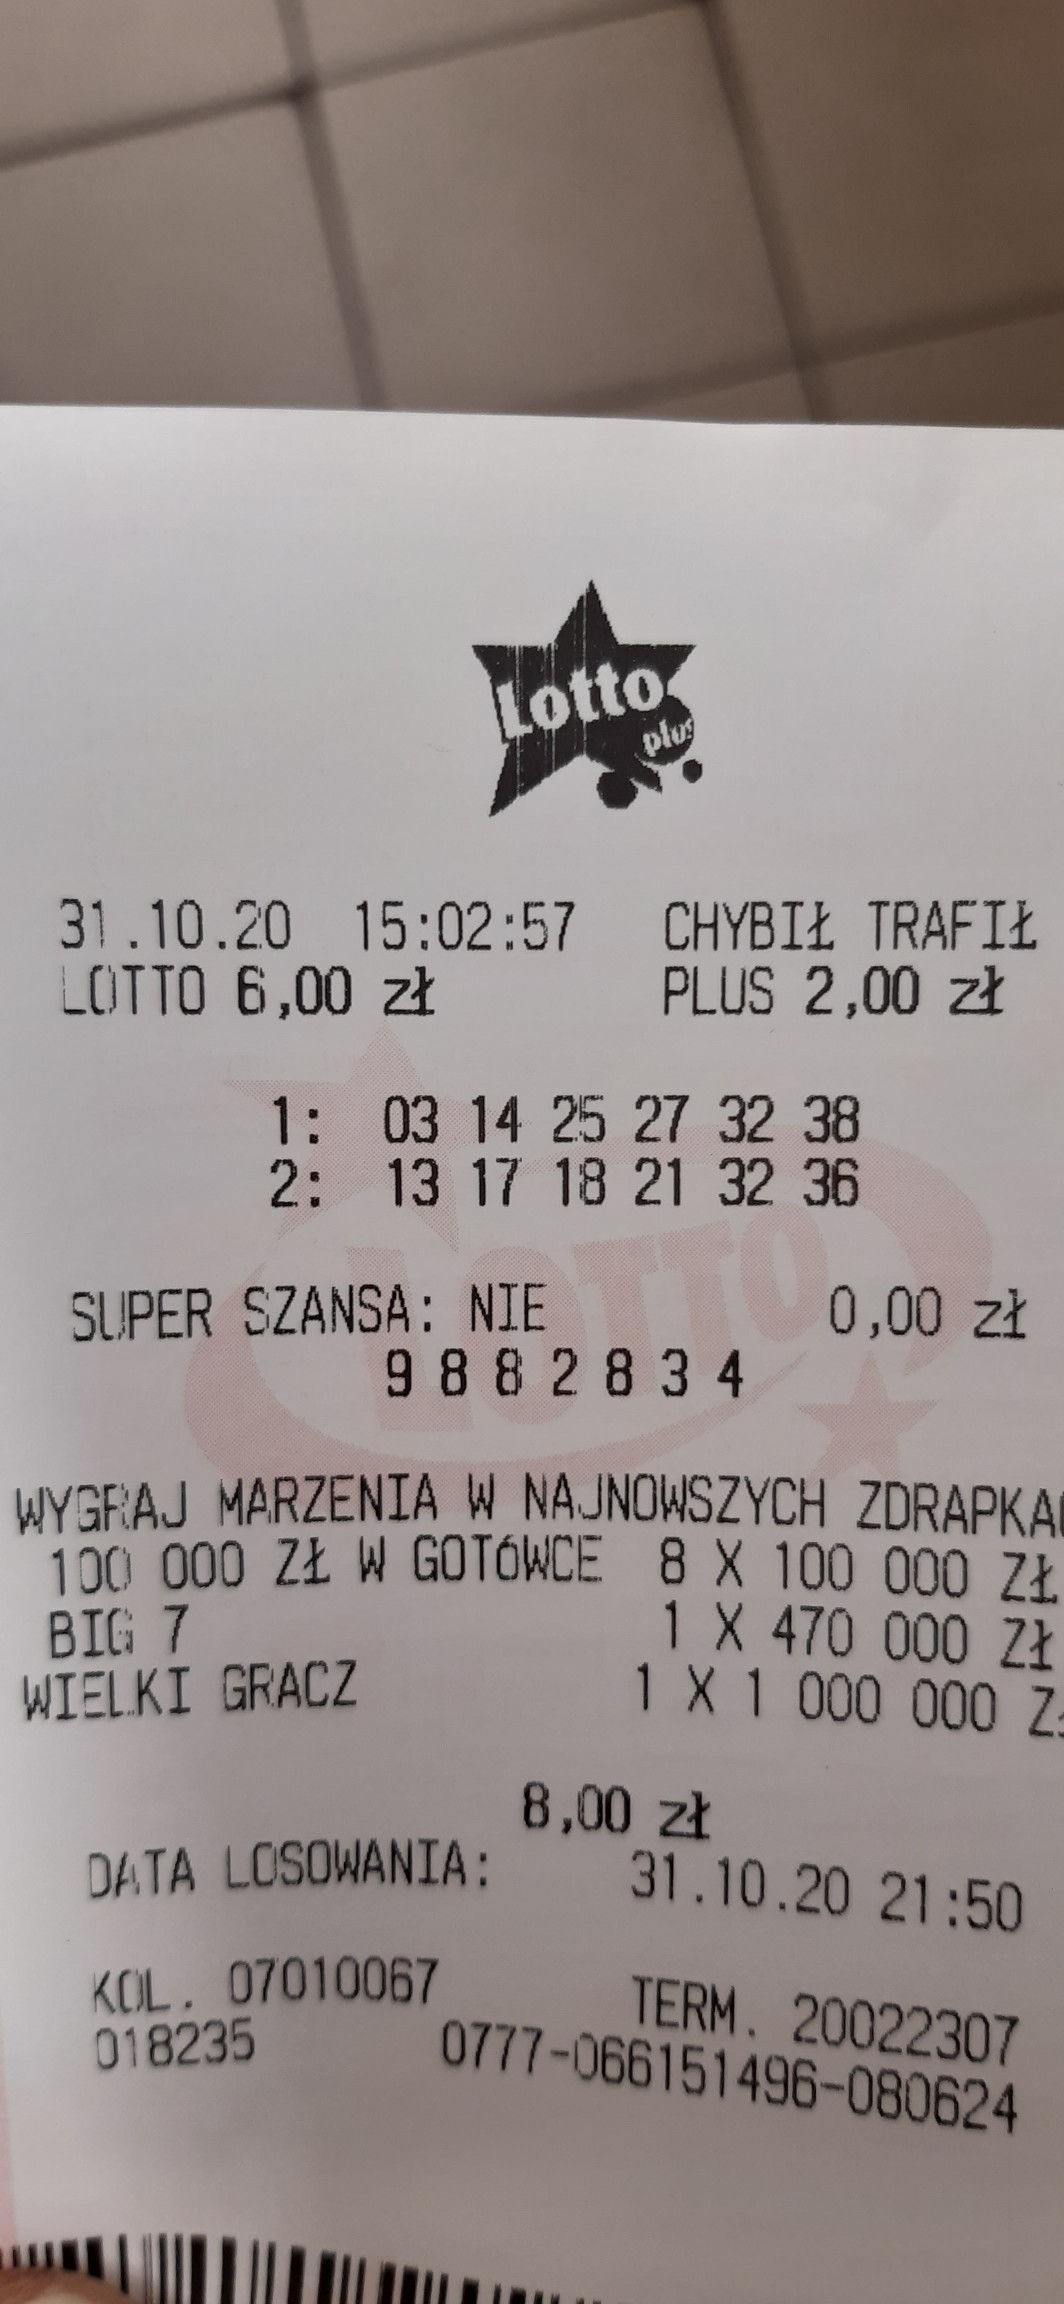 Lotto
plus
31.10.20 15:02:57 CHYBIŁ TRAFIŁ
LOTTO 6,00 zł PLUS 2,00 zł
1: 03 14 25 27 32 38
2: 13 17 18 21 32 36
LOTTO
SUPER SZANSA: NIE 0,00 zł
9 8 8 2 8 3 4
WYGRAJ MARZENIA W NAJNOWSZYCH ZDRAPKA
100 000 ZŁ W GOTÓWCE 8 X 100 000 ZŁ
BIG 7 1 X 470 000 ZŁ
WIELKI GRACZ 1 X 1 000 000 Z
8,00 zł
DATA LOSOWANIA: 31.10.20 21:50
KOL. 07010067 TERM. 20022307
018235 0777-066151496-080624